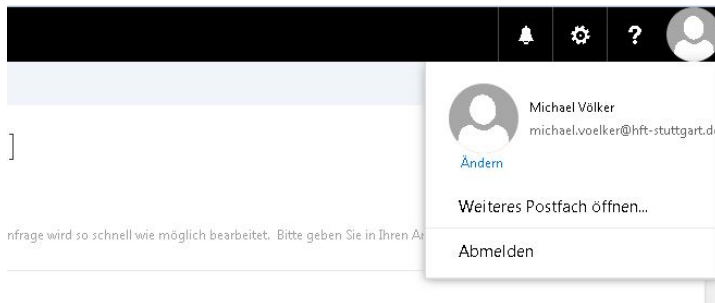 ?
Michael Völker
michael.voelker@hft-stuttgart.d
Ändern
]
Weiteres Postfach öffnen...
nfrage wird so schnell wie möglich bearbeitet. Bitte geben Sie in Ihren A
Abmelden